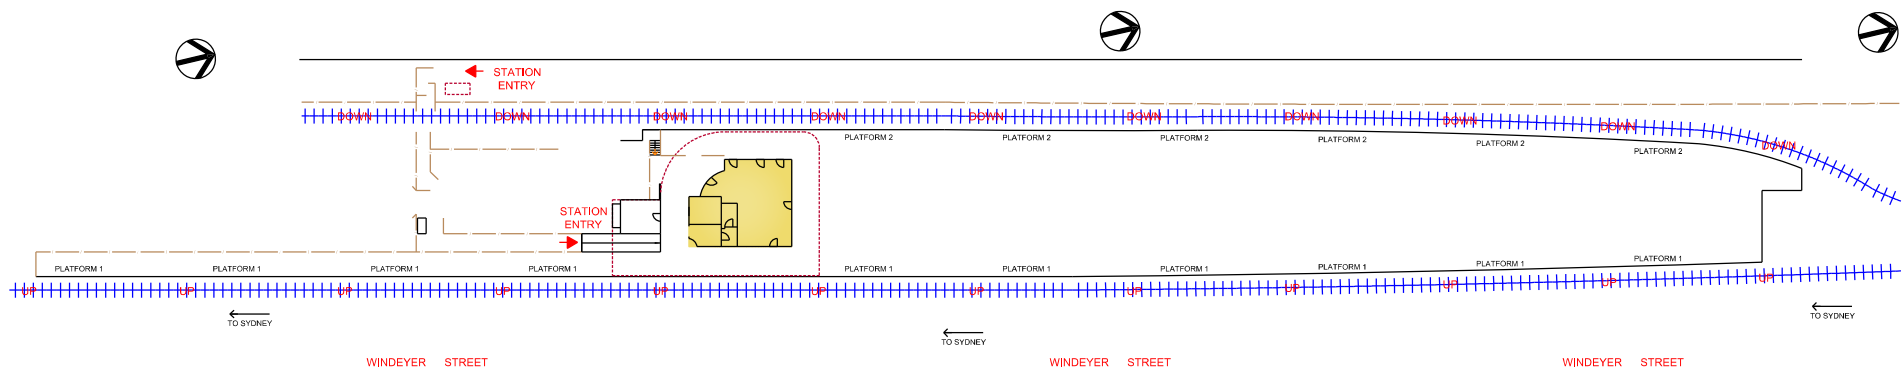 STATION
ENTRY
DOWN DOWN DOWN DOWN DOWN DOWN DOWN DOWN DOWN DOWN
PLATFORM 2 PLATFORM 2 PLATFORM 2 PLATFORM 2 PLATFORM 2 PLATFORM 2
STATION
ENTRY
PLATFORM 1 PLATFORM 1 PLATFORM 1 PLATFORM 1 PLATFORM 1 PLATFORM 1 PLATFORM 1 PLATFORM 1 PLATFORM 1 PLATFORM 1
UP UP UP UP UP UP UP UP UP UP UP UP
TO SYDNEY TO SYDNEY TO SYDNEY
WINDEYER STREET WINDEYER STREET WINDEYER STREET